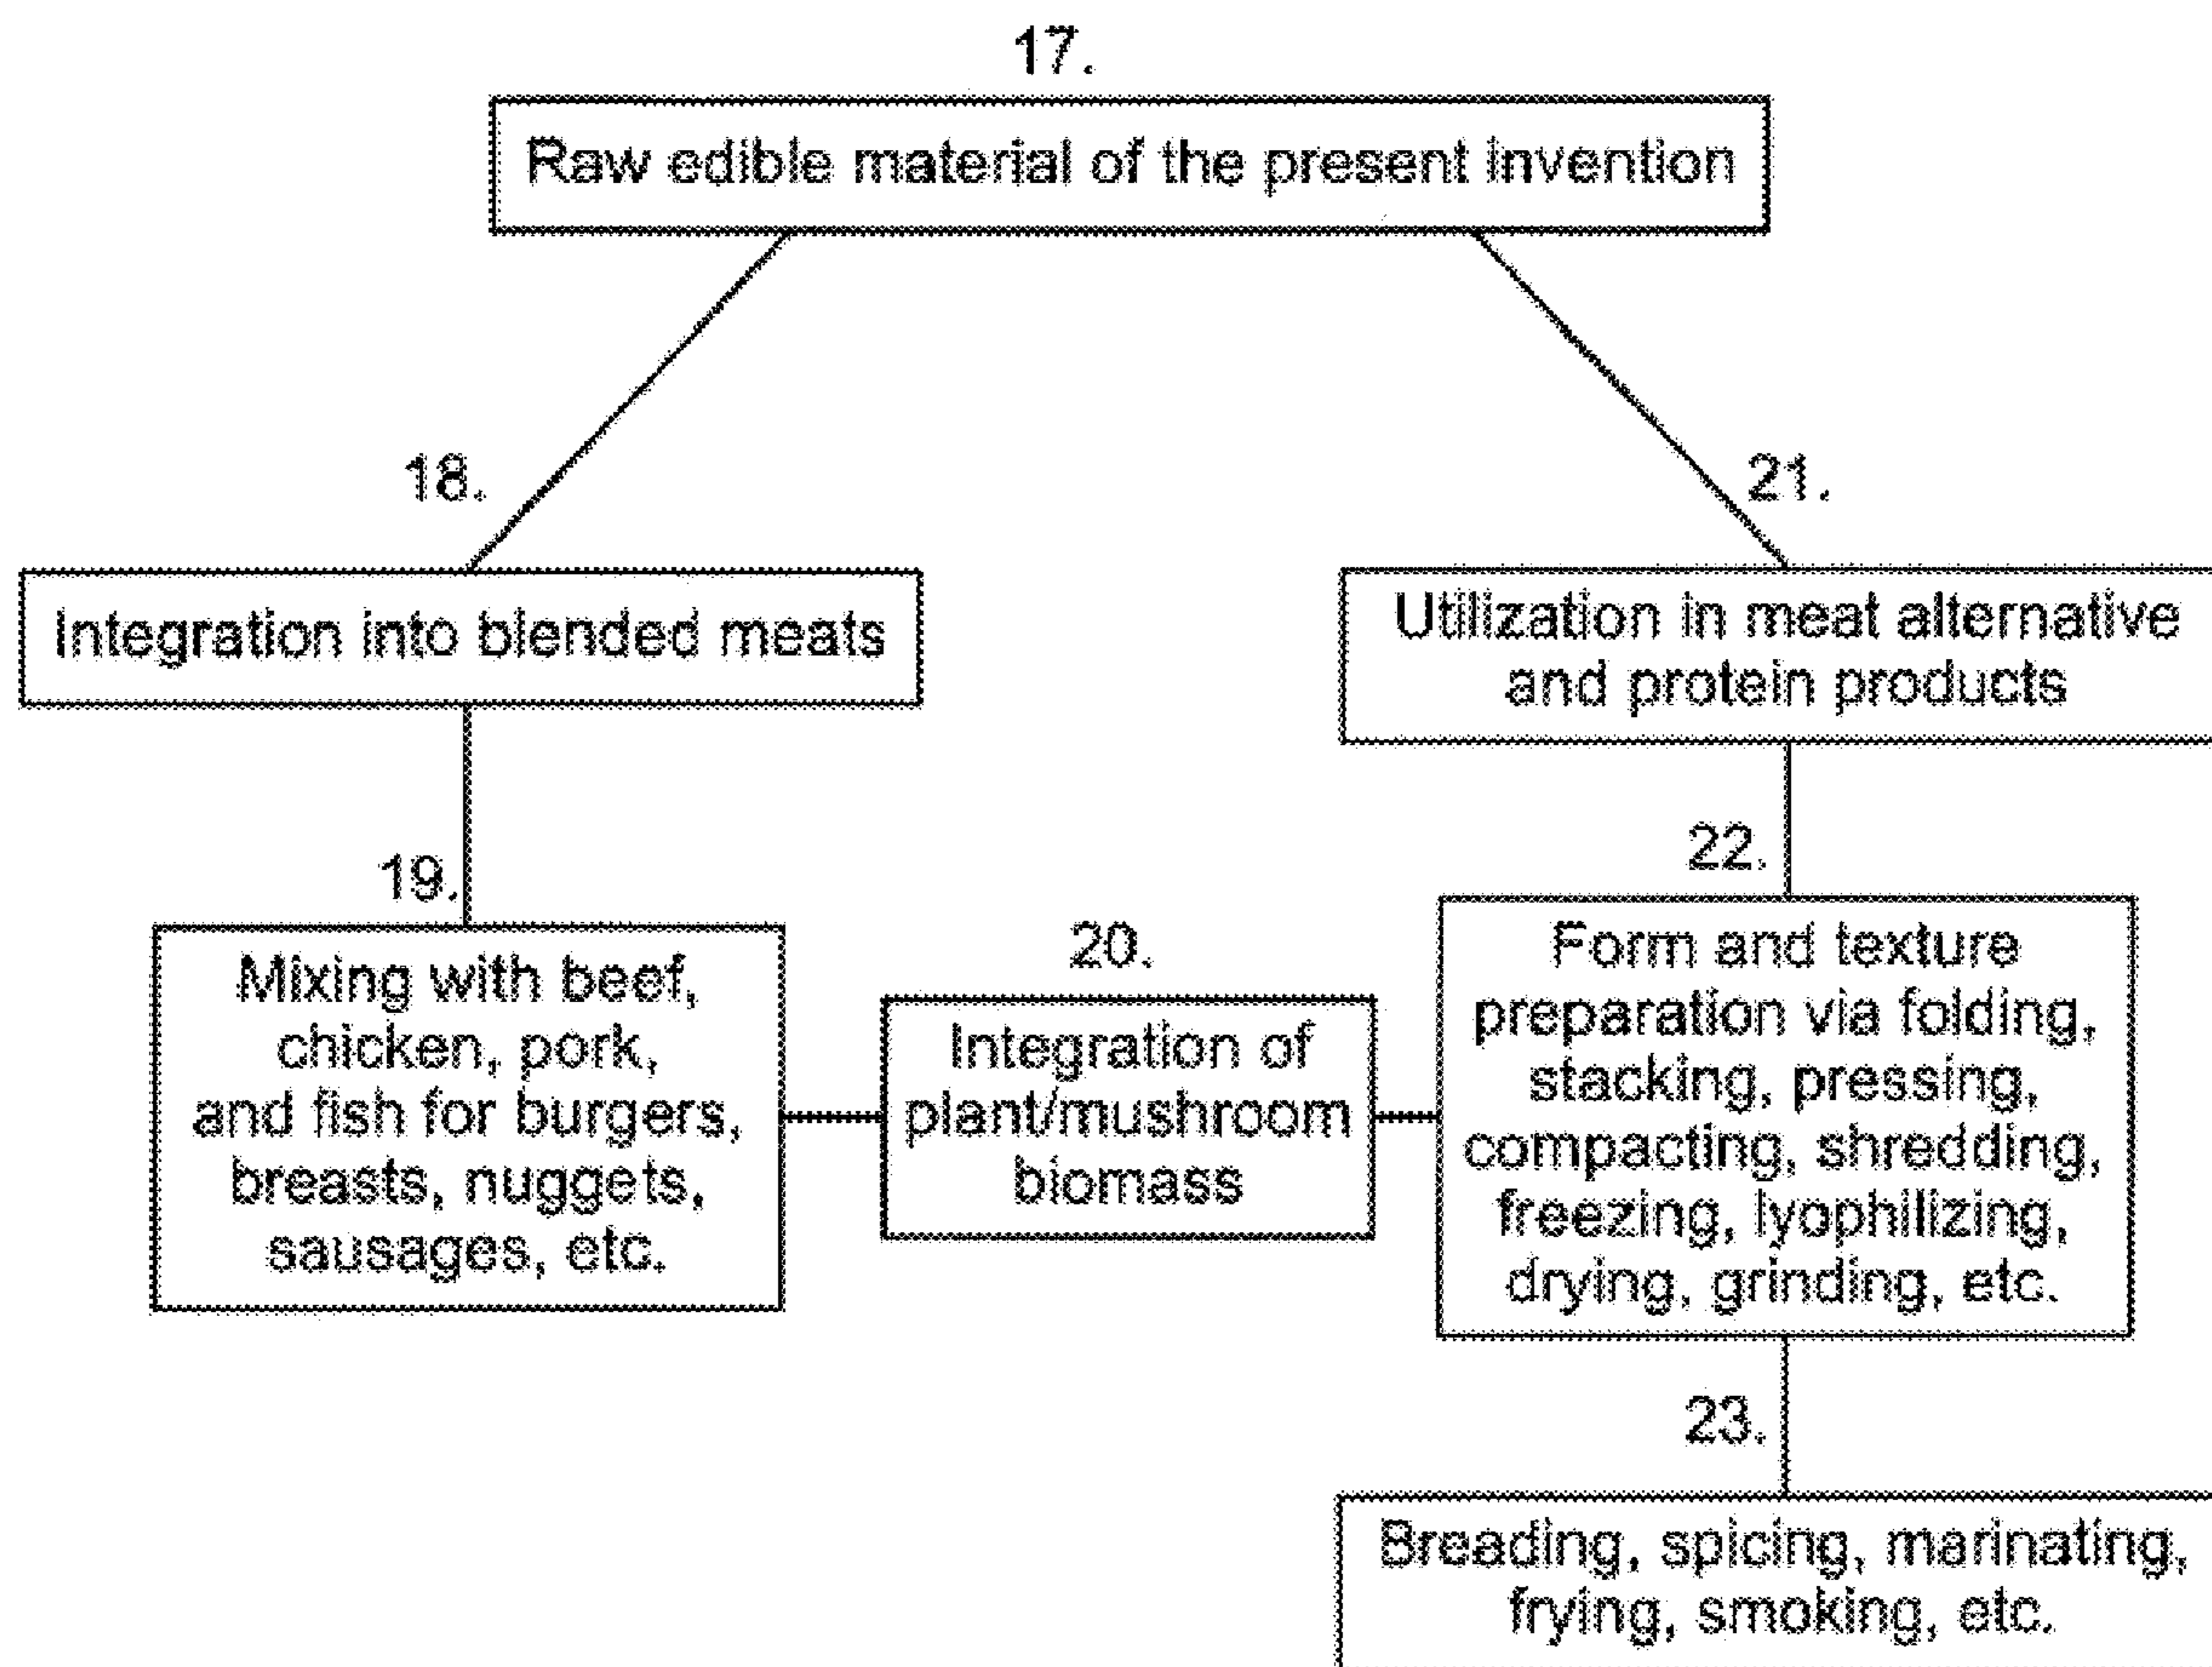 17.
Raw edible material of the present invention
18.
Integration into blended meats
19.
Mixing with beef,
chicken, pork,
and fish for burgers,
breasts, nuggets,
sausages, etc.
20.
Integration of
plant/mushroom
biomass
21.
Utilization in meat alternative
and protein products
22.
Form and texture
preparation via folding,
stacking, pressing,
compacting, shredding,
freezing, lyophilizing,
drying, grinding, etc.
23.
Breading, spicing, marinating,
frying, smoking, etc.